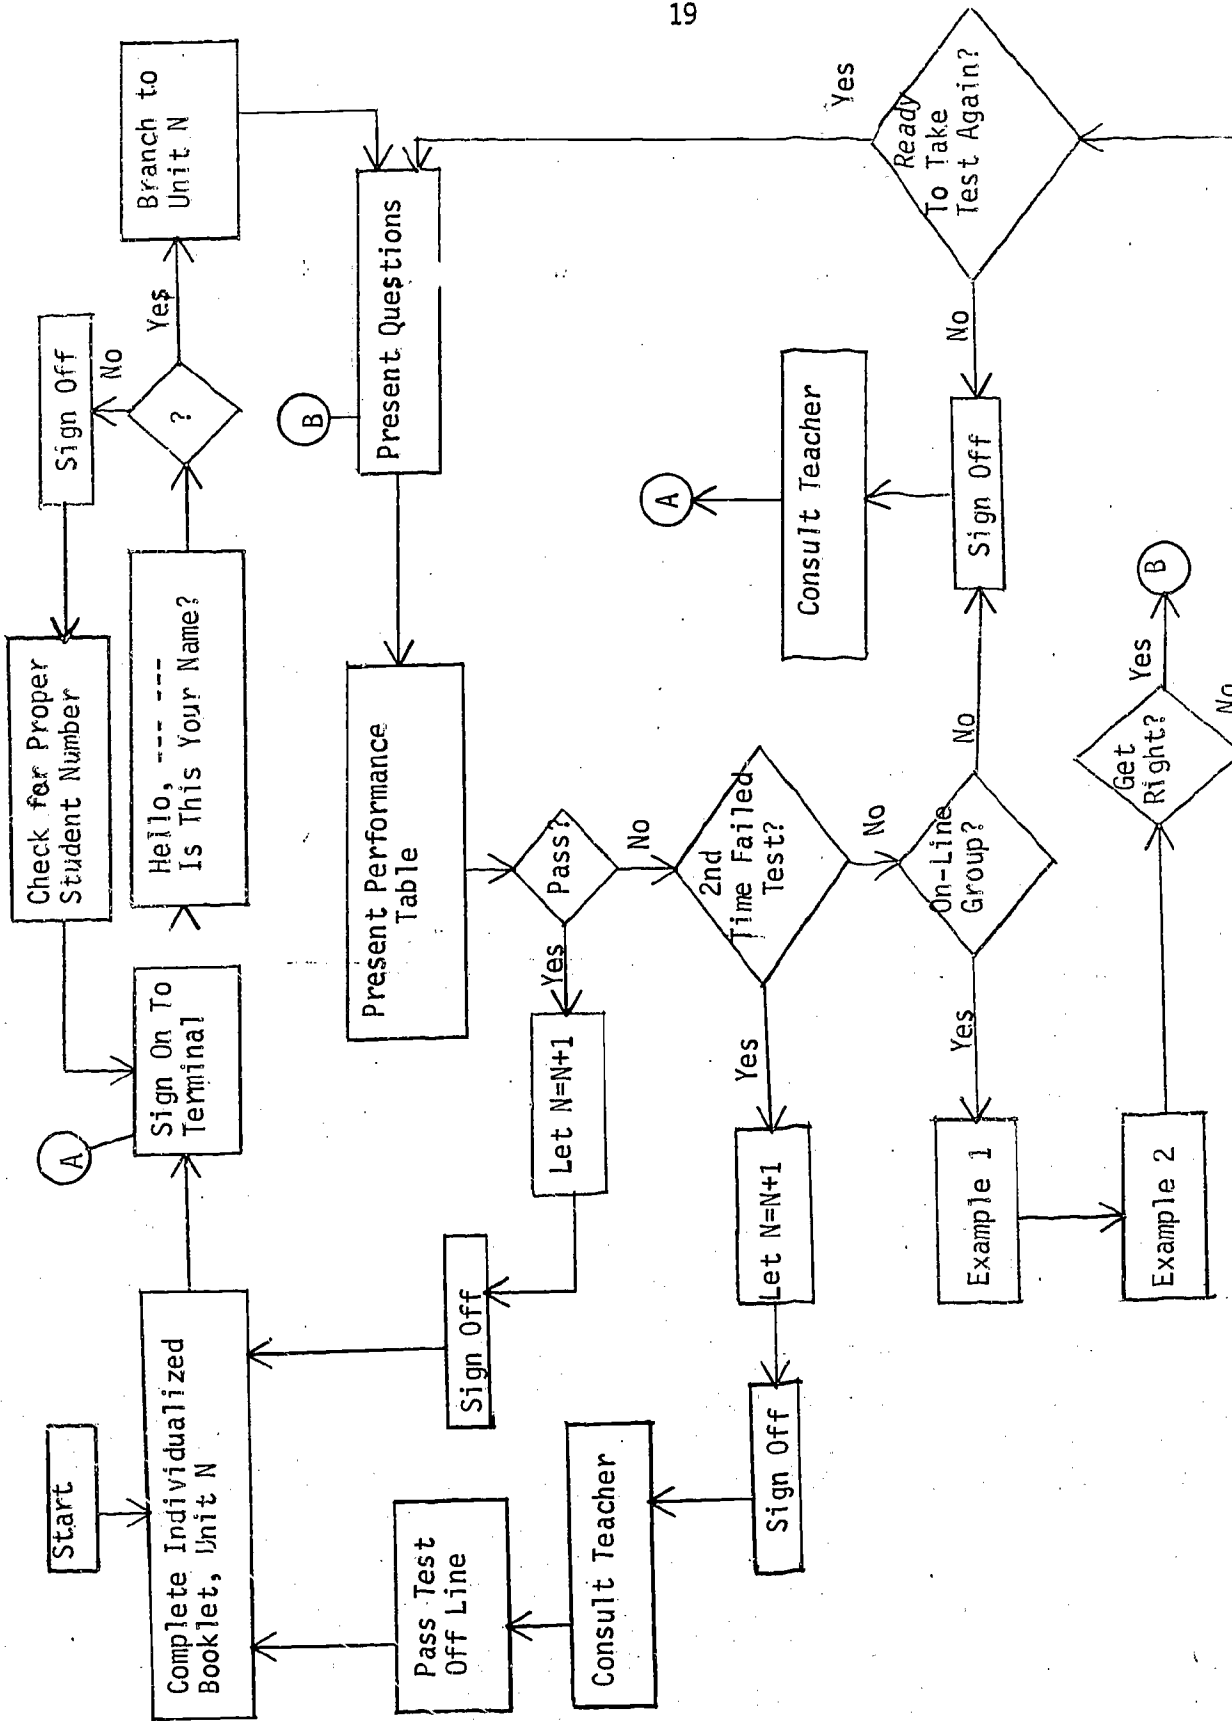 19
Start
Complete Individualized
Booklet, Unit N
A
Sign On To
Terminal
Check for Proper
Student Number
Hello, --- ---
Is This Your Name?
Sign Off
No
?
Yes
Branch to
Unit N
B
Present Questions
Present Performance
Table
Pass?
Yes
No
Let N=N+1
Sign Off
2nd
Time Failed
Test?
Yes
No
Let N=N+1
Sign Off
Consult Teacher
Pass Test
Off Line
On-Line
Group?
Yes
No
Example 1
Example 2
Get
Right?
Yes
No
B
Sign Off
Consult Teacher
A
No
Ready
To Take
Test Again?
Yes